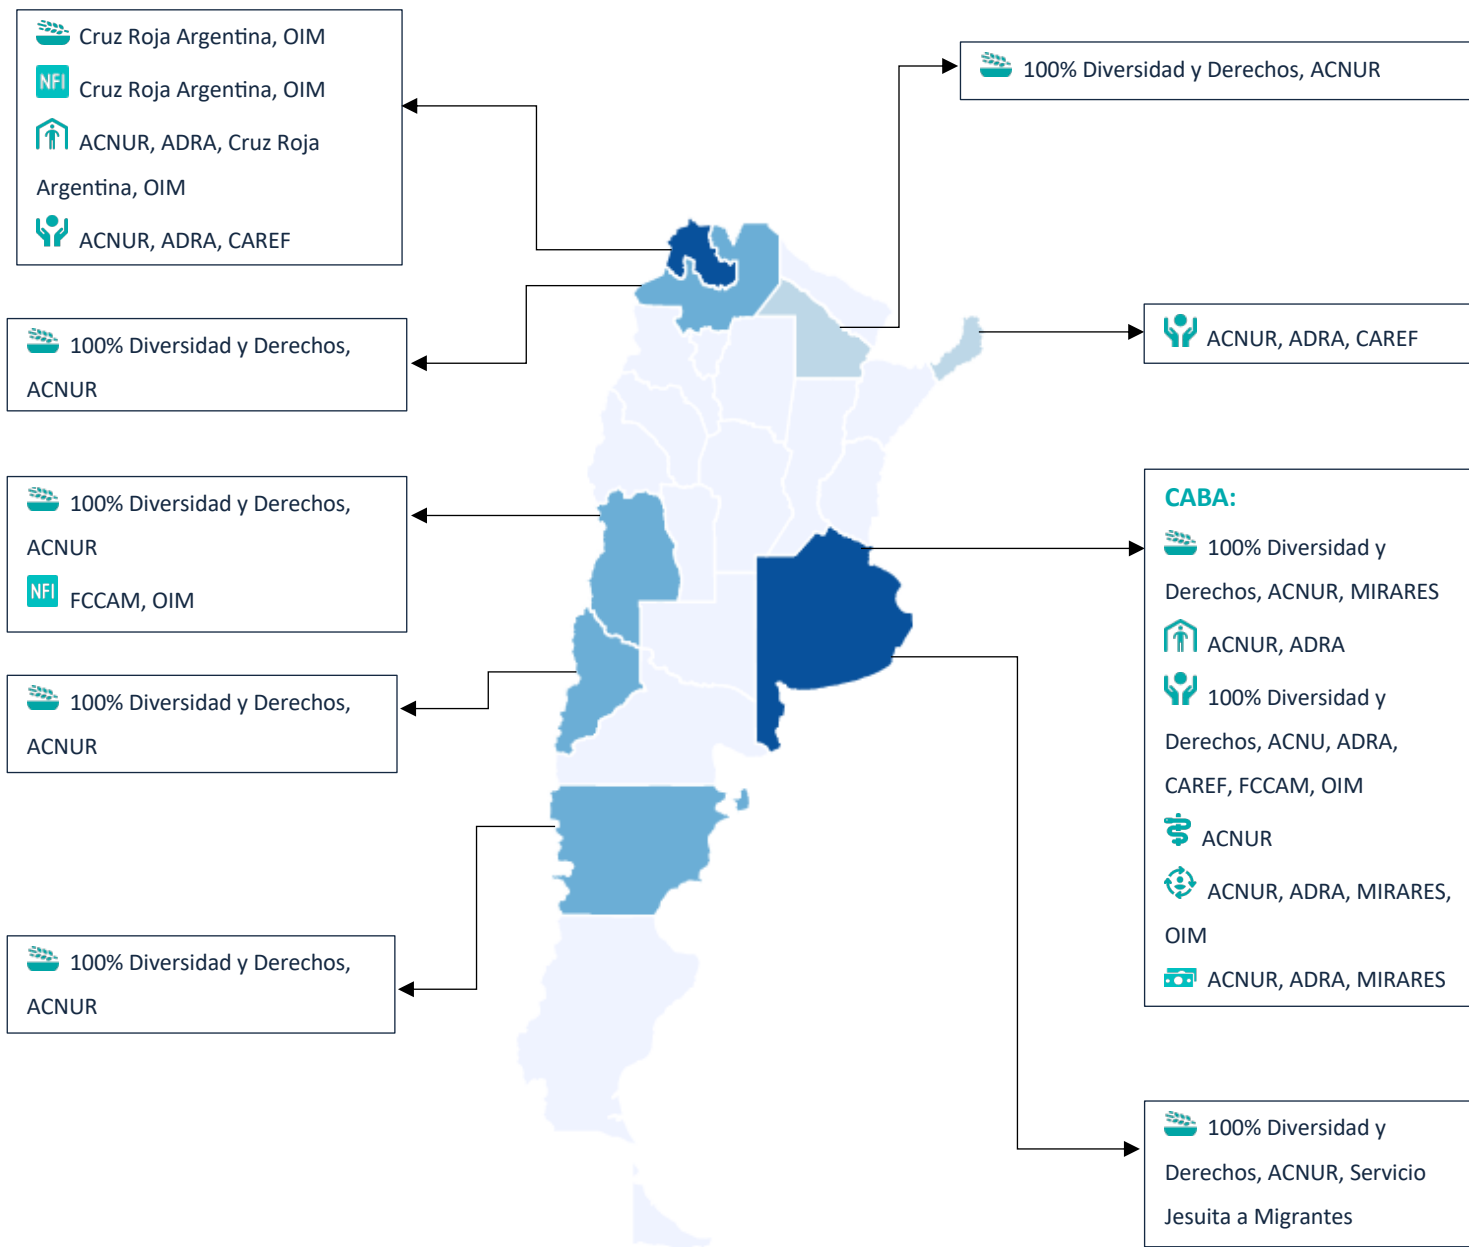 Cruz Roja Argentina, OIM
NFI Cruz Roja Argentina, OIM
ACNUR, ADRA, Cruz Roja
Argentina, OIM
ACNUR, ADRA, CAREF
100% Diversidad y Derechos,
ACNUR
100% Diversidad y Derechos,
ACNUR
NFI FCCAM, OIM
100% Diversidad y Derechos,
ACNUR
100% Diversidad y Derechos,
ACNUR
100% Diversidad y Derechos, ACNUR
ACNUR, ADRA, CAREF
CABA:
100% Diversidad y
Derechos, ACNUR, MIRARES
ACNUR, ADRA
100% Diversidad y
Derechos, ACNU, ADRA,
CAREF, FCCAM, OIM
ACNUR
ACNUR, ADRA, MIRARES,
OIM
ACNUR, ADRA, MIRARES
100% Diversidad y
Derechos, ACNUR, Servicio
Jesuita a Migrantes